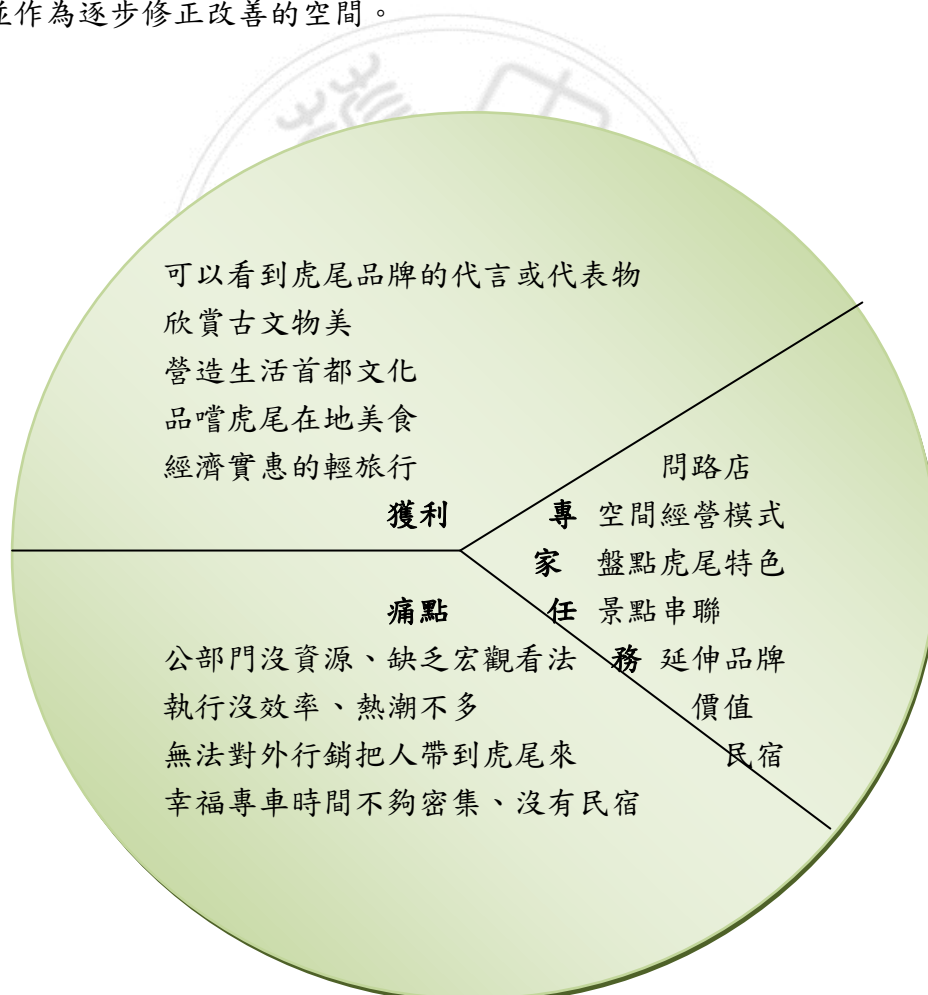 並作為逐步修正改善的空間。
可以看到虎尾品牌的代言或代表物
欣賞古文物美
營造生活首都文化
品嚐虎尾在地美食
經濟實惠的輕旅行
獲利
問路店
專 空間經營模式
家 盤點虎尾特色
任 景點串聯
務 延伸品牌
價值
民宿
痛點
公部門沒資源、缺乏宏觀看法
執行沒效率、熱潮不多
無法對外行銷把人帶到虎尾來
幸福專車時間不夠密集、沒有民宿